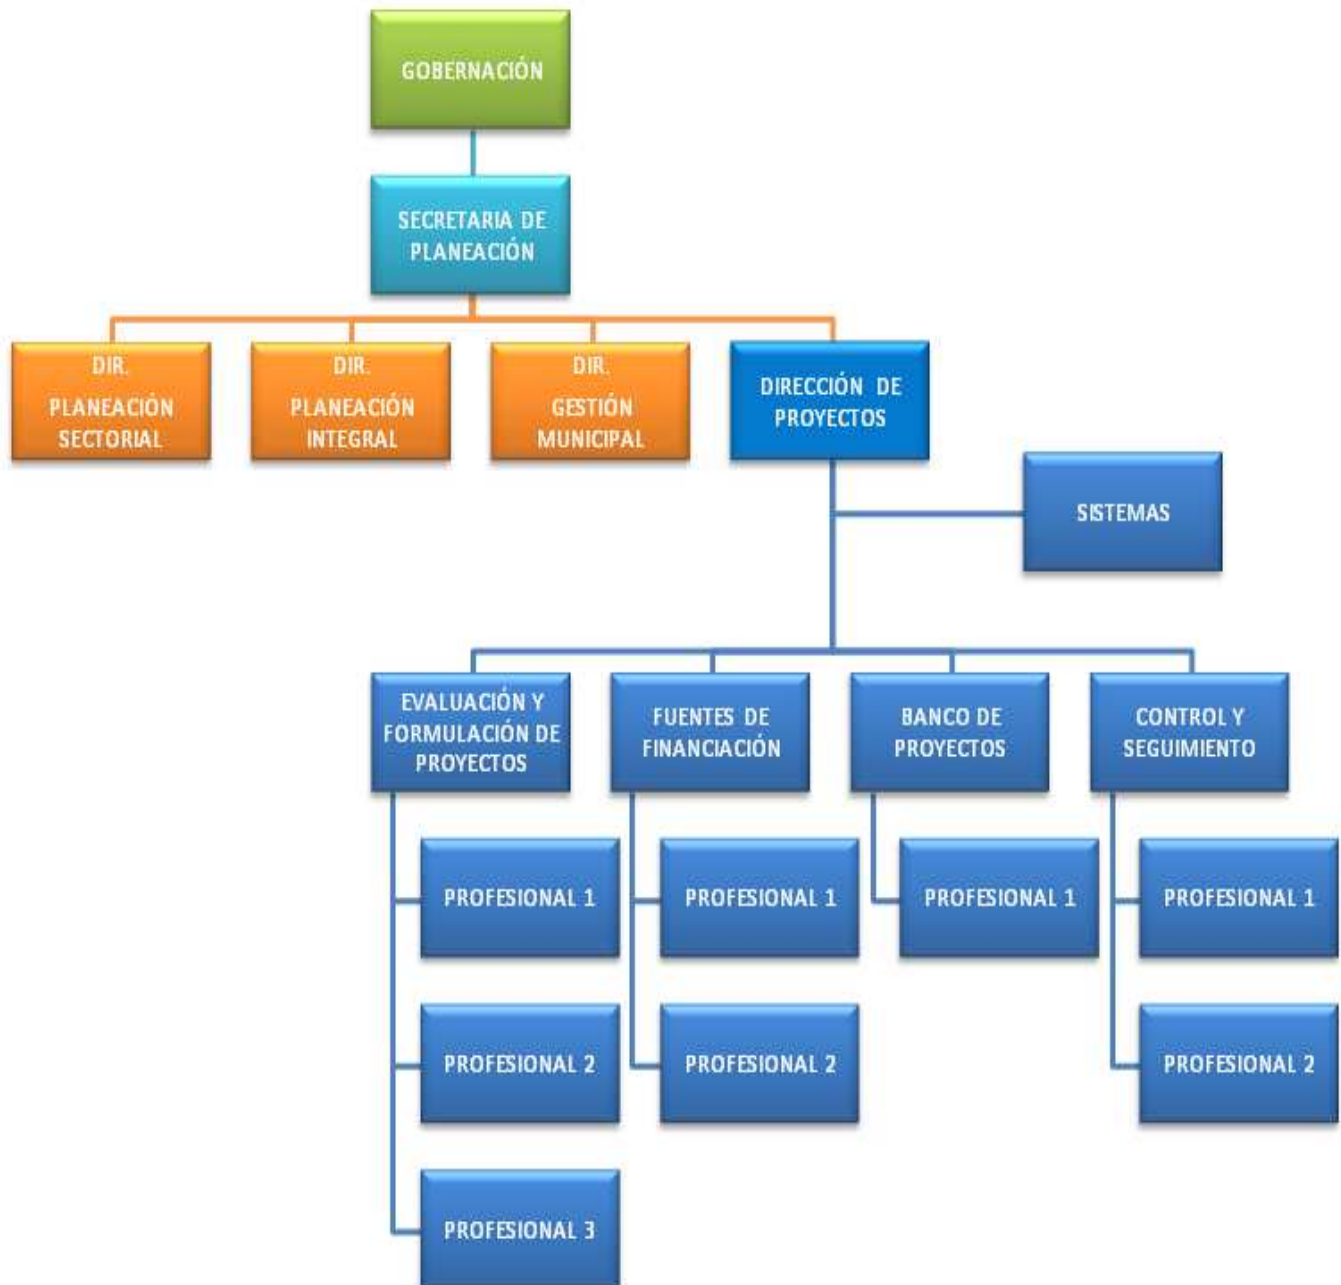 GOBERNACIÓN
SECRETARIA DE
PLANEACIÓN
DIR.
PLANEACIÓN
SECTORIAL
DIR.
PLANEACIÓN
INTEGRAL
DIR.
GESTIÓN
MUNICIPAL
DIRECCIÓN DE
PROYECTOS
SISTEMAS
EVALUACIÓN Y
FORMULACIÓN DE
PROYECTOS
FUENTES DE
FINANCIACIÓN
BANCO DE
PROYECTOS
CONTROL Y
SEGUIMIENTO
PROFESIONAL 1
PROFESIONAL 1
PROFESIONAL 1
PROFESIONAL 1
PROFESIONAL 2
PROFESIONAL 2
PROFESIONAL 2
PROFESIONAL 3